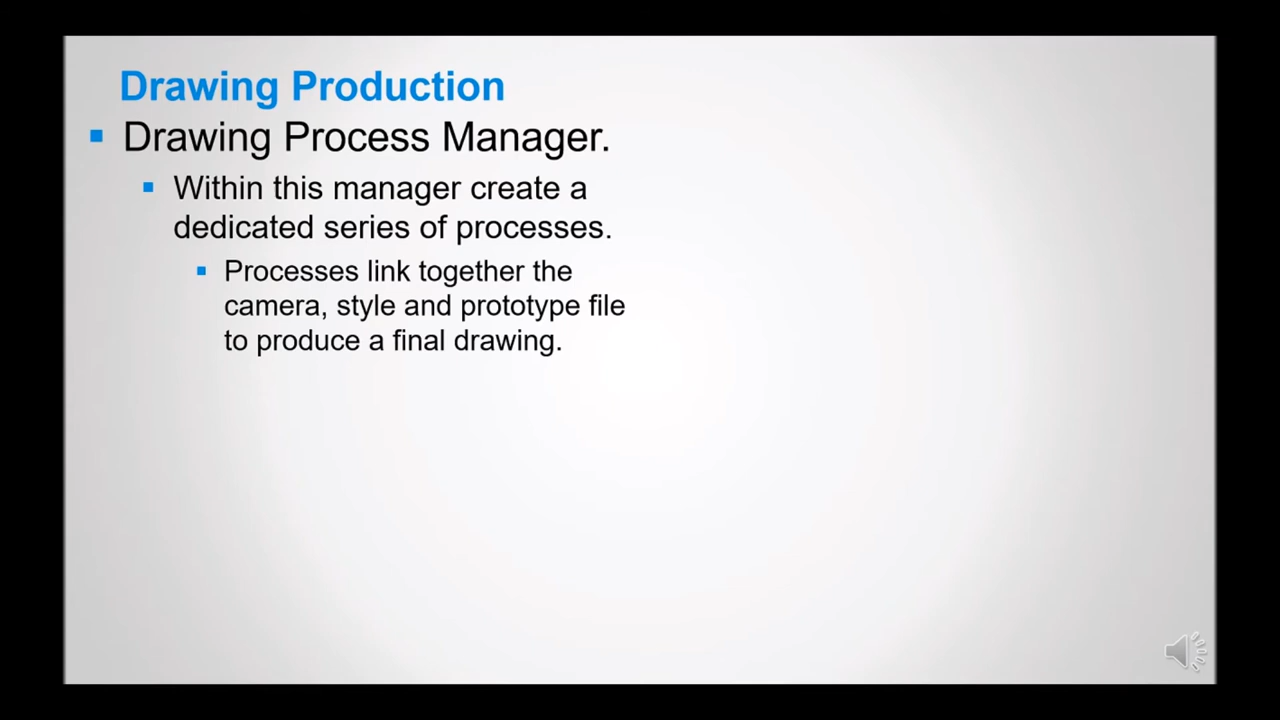 Drawing Production
Drawing Process Manager.
Within this manager create a
dedicated series of processes.
Processes link together the
camera, style and prototype file
to produce a final drawing.